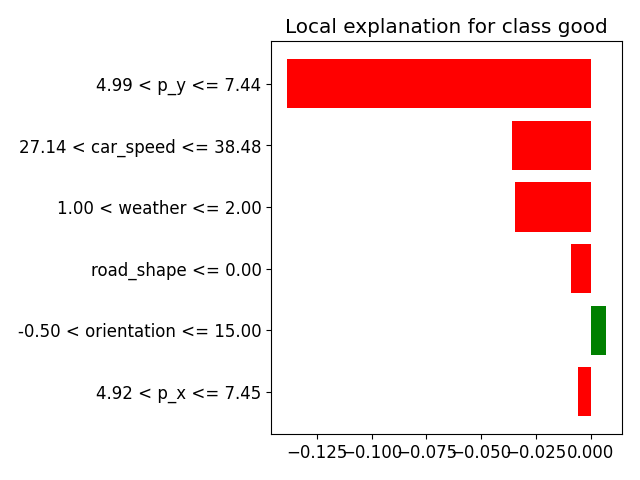 Local explanation for class good
4.99 < p_y <= 7.44
27.14 < car_speed <= 38.48
1.00 < weather <= 2.00
road_shape <= 0.00
-0.50 < orientation <= 15.00
4.92 < p_x <= 7.45
−0.125 −0.100 −0.075 −0.050 −0.025 0.000